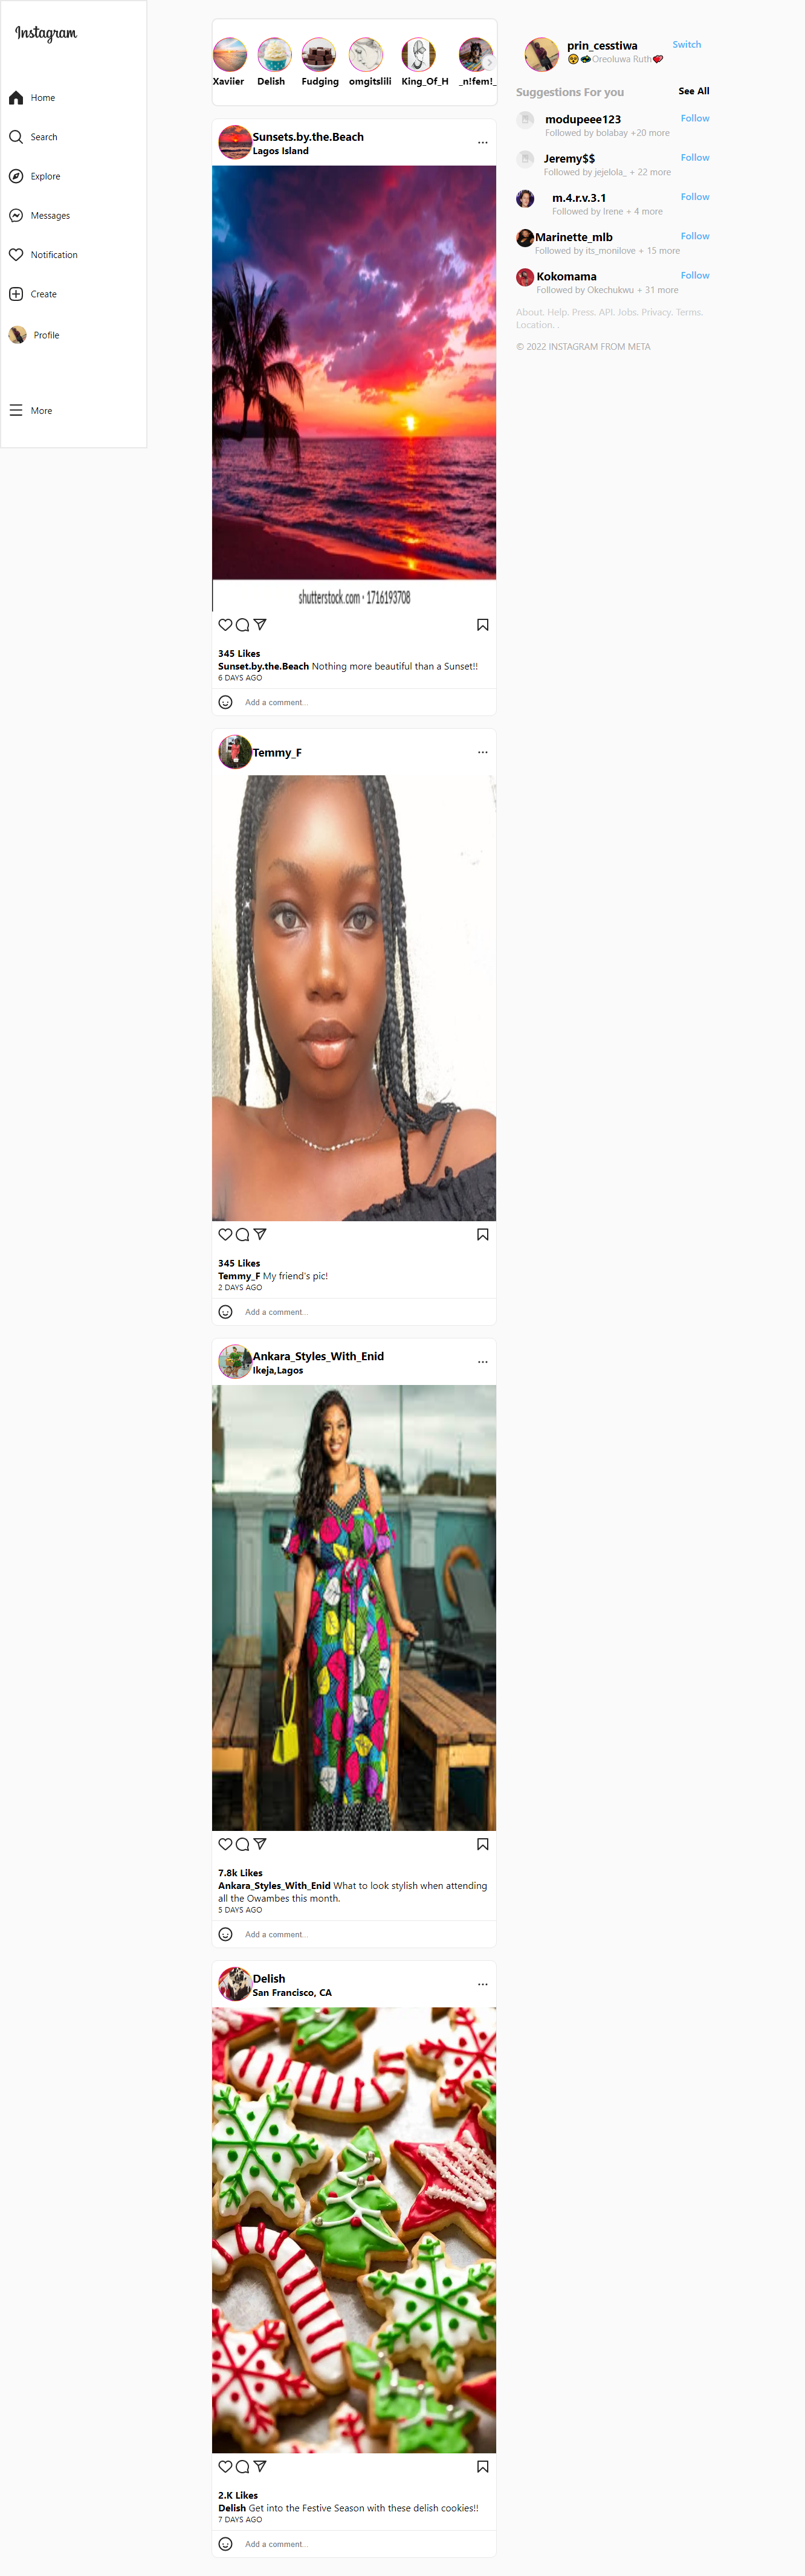 Instagram
Home
Search
Explore
Messages
Notification
Create
Profile
More
Xaviier Delish Fudging omgitslili King_Of_H _n!fem!_
Sunsets.by.the.Beach
Lagos Island
shutterstock.com · 1716193708
345 Likes
Sunset.by.the.Beach Nothing more beautiful than a Sunset!!
6 DAYS AGO
Add a comment...
Temmy_F
345 Likes
Temmy_F My friend's pic!
2 DAYS AGO
Add a comment...
Ankara_Styles_With_Enid
Ikeja,Lagos
7.8k Likes
Ankara_Styles_With_Enid What to look stylish when attending
all the Owambes this month.
5 DAYS AGO
Add a comment...
Delish
San Francisco, CA
2.K Likes
Delish Get into the Festive Season with these delish cookies!!
7 DAYS AGO
Add a comment...
prin_cesstiwa Switch
Oreoluwa Ruth
Suggestions For you See All
modupeee123 Follow
Followed by bolabay +20 more
Jeremy$$ Follow
Followed by jejelola_ + 22 more
m.4.r.v.3.1 Follow
Followed by Irene + 4 more
Marinette_mlb Follow
Followed by its_monilove + 15 more
Kokomama Follow
Followed by Okechukwu + 31 more
About. Help. Press. API. Jobs. Privacy. Terms.
Location. .
© 2022 INSTAGRAM FROM META